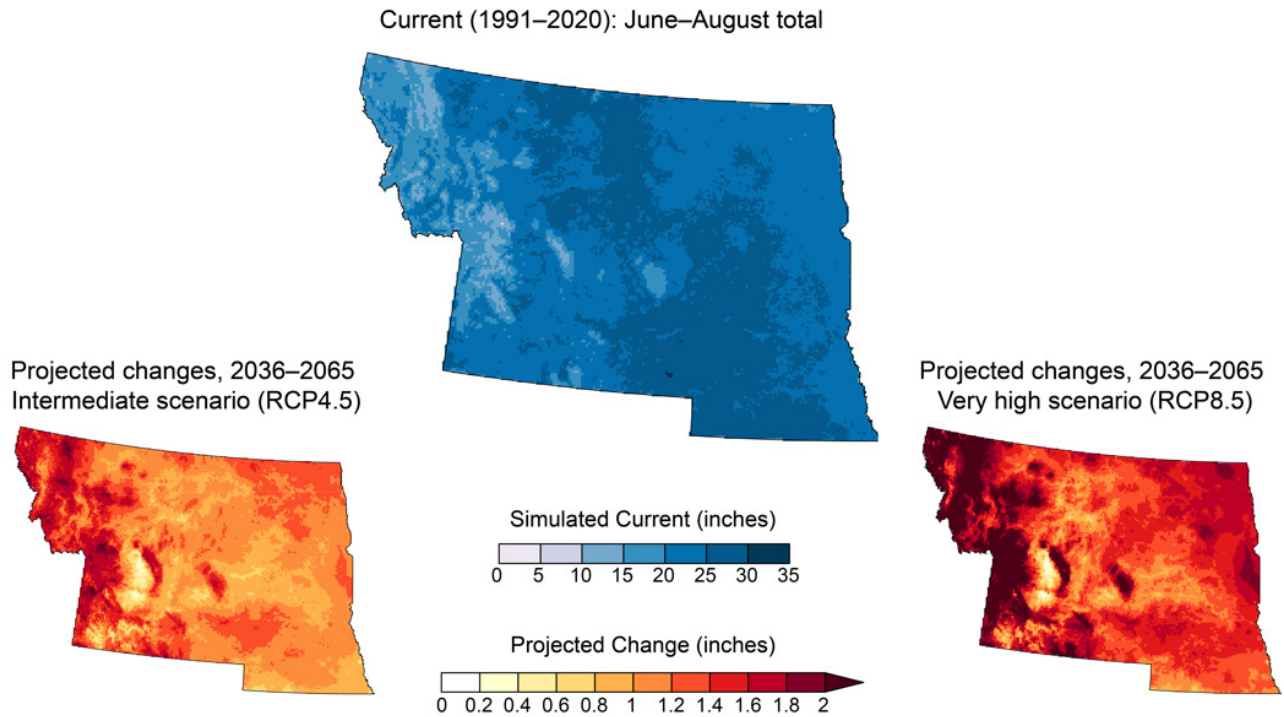 Current (1991–2020): June–August total
Projected changes, 2036–2065
Intermediate scenario (RCP4.5)
Projected changes, 2036–2065
Very high scenario (RCP8.5)
Simulated Current (inches)
0 5 10 15 20 25 30 35
Projected Change (inches)
0 0.2 0.4 0.6 0.8 1 1.2 1.4 1.6 1.8 2